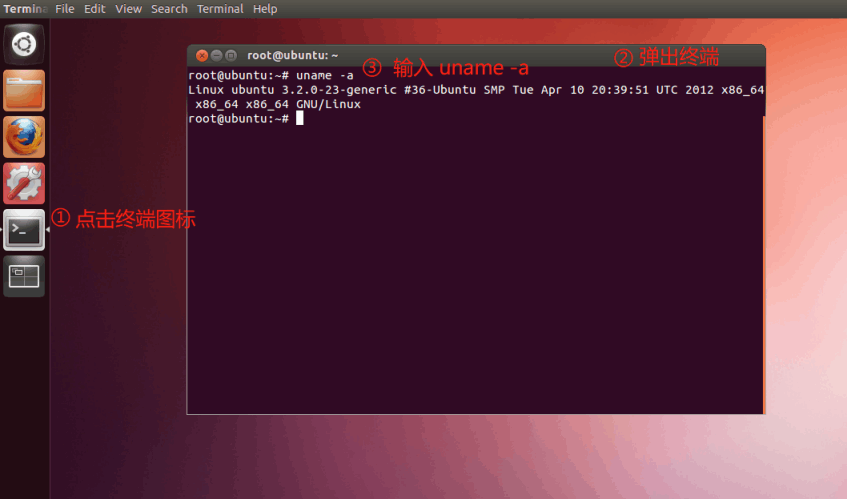 Termina File Edit View Search Terminal Help
root@ubuntu: ~
② 弹出终端
③ 输入 uname -a
root@ubuntu:~# uname -a
Linux ubuntu 3.2.0-23-generic #36-Ubuntu SMP Tue Apr 10 20:39:51 UTC 2012 x86_64
x86_64 x86_64 GNU/Linux
root@ubuntu:~#
① 点击终端图标